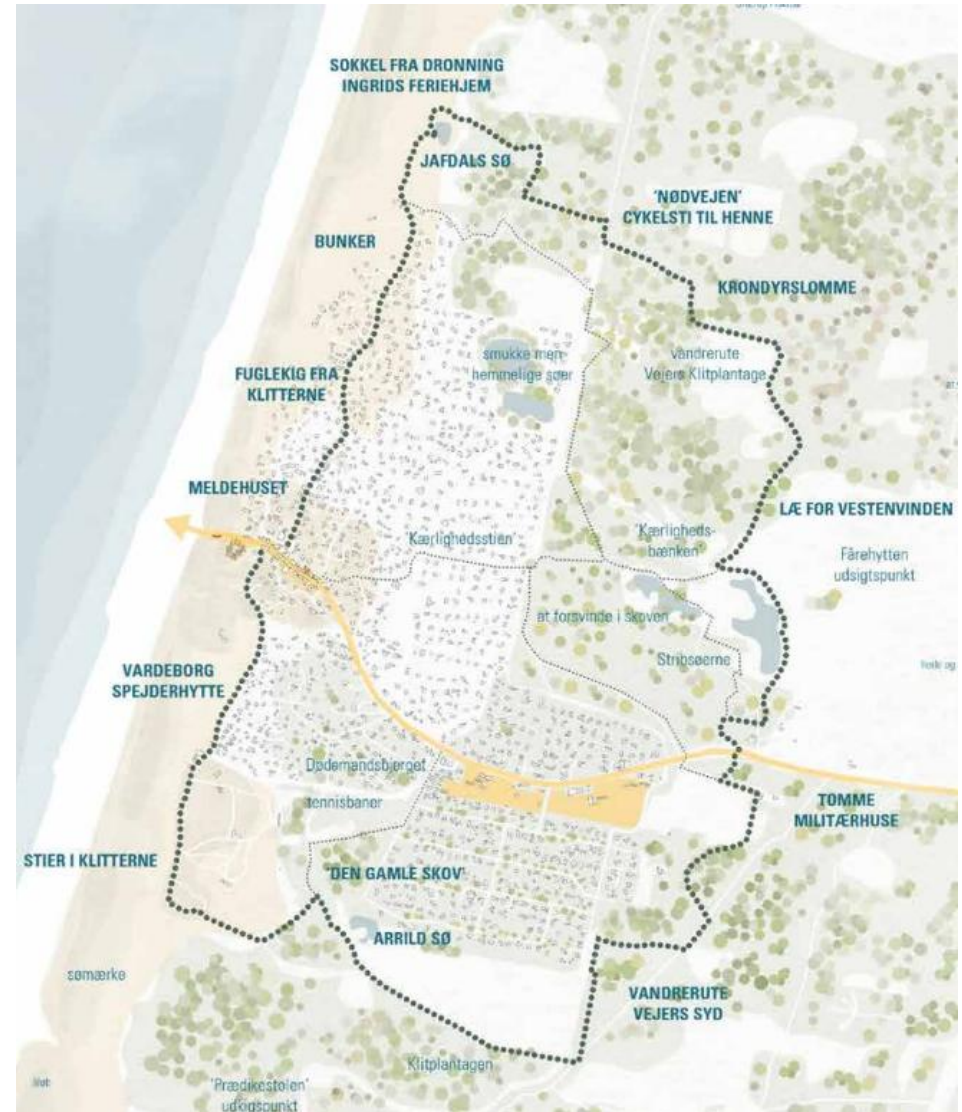 SOKKEL FRA DRONNING
INGRIDS FERIEHJEM
JAFDALS SØ
'NØDVEJEN'
CYKELSTI TIL HENNE
BUNKER
KRONDYRSLOMME
smukke men
hemmelige søer
vandrerute
Vejers Klitplantage
FUGLEKIG FRA
KLITTERNE
MELDEHUSET
LÆ FOR VESTENVINDEN
'Kærlighedsstien'
'Kærligheds-
bænken'
Fårehytten
udsigtspunkt
at forsvinde i skoven
Stribsøerne
VARDEBORG
SPEJDERHYTTE
Dødemandsbjerget
tennisbaner
TOMME
MILITÆRHUSE
STIER I KLITTERNE
'DEN GAMLE SKOV'
ARRILD SØ
sømærke
VANDRERUTE
VEJERS SYD
Klitplantagen
'Prædikestolen'
udkigspunkt